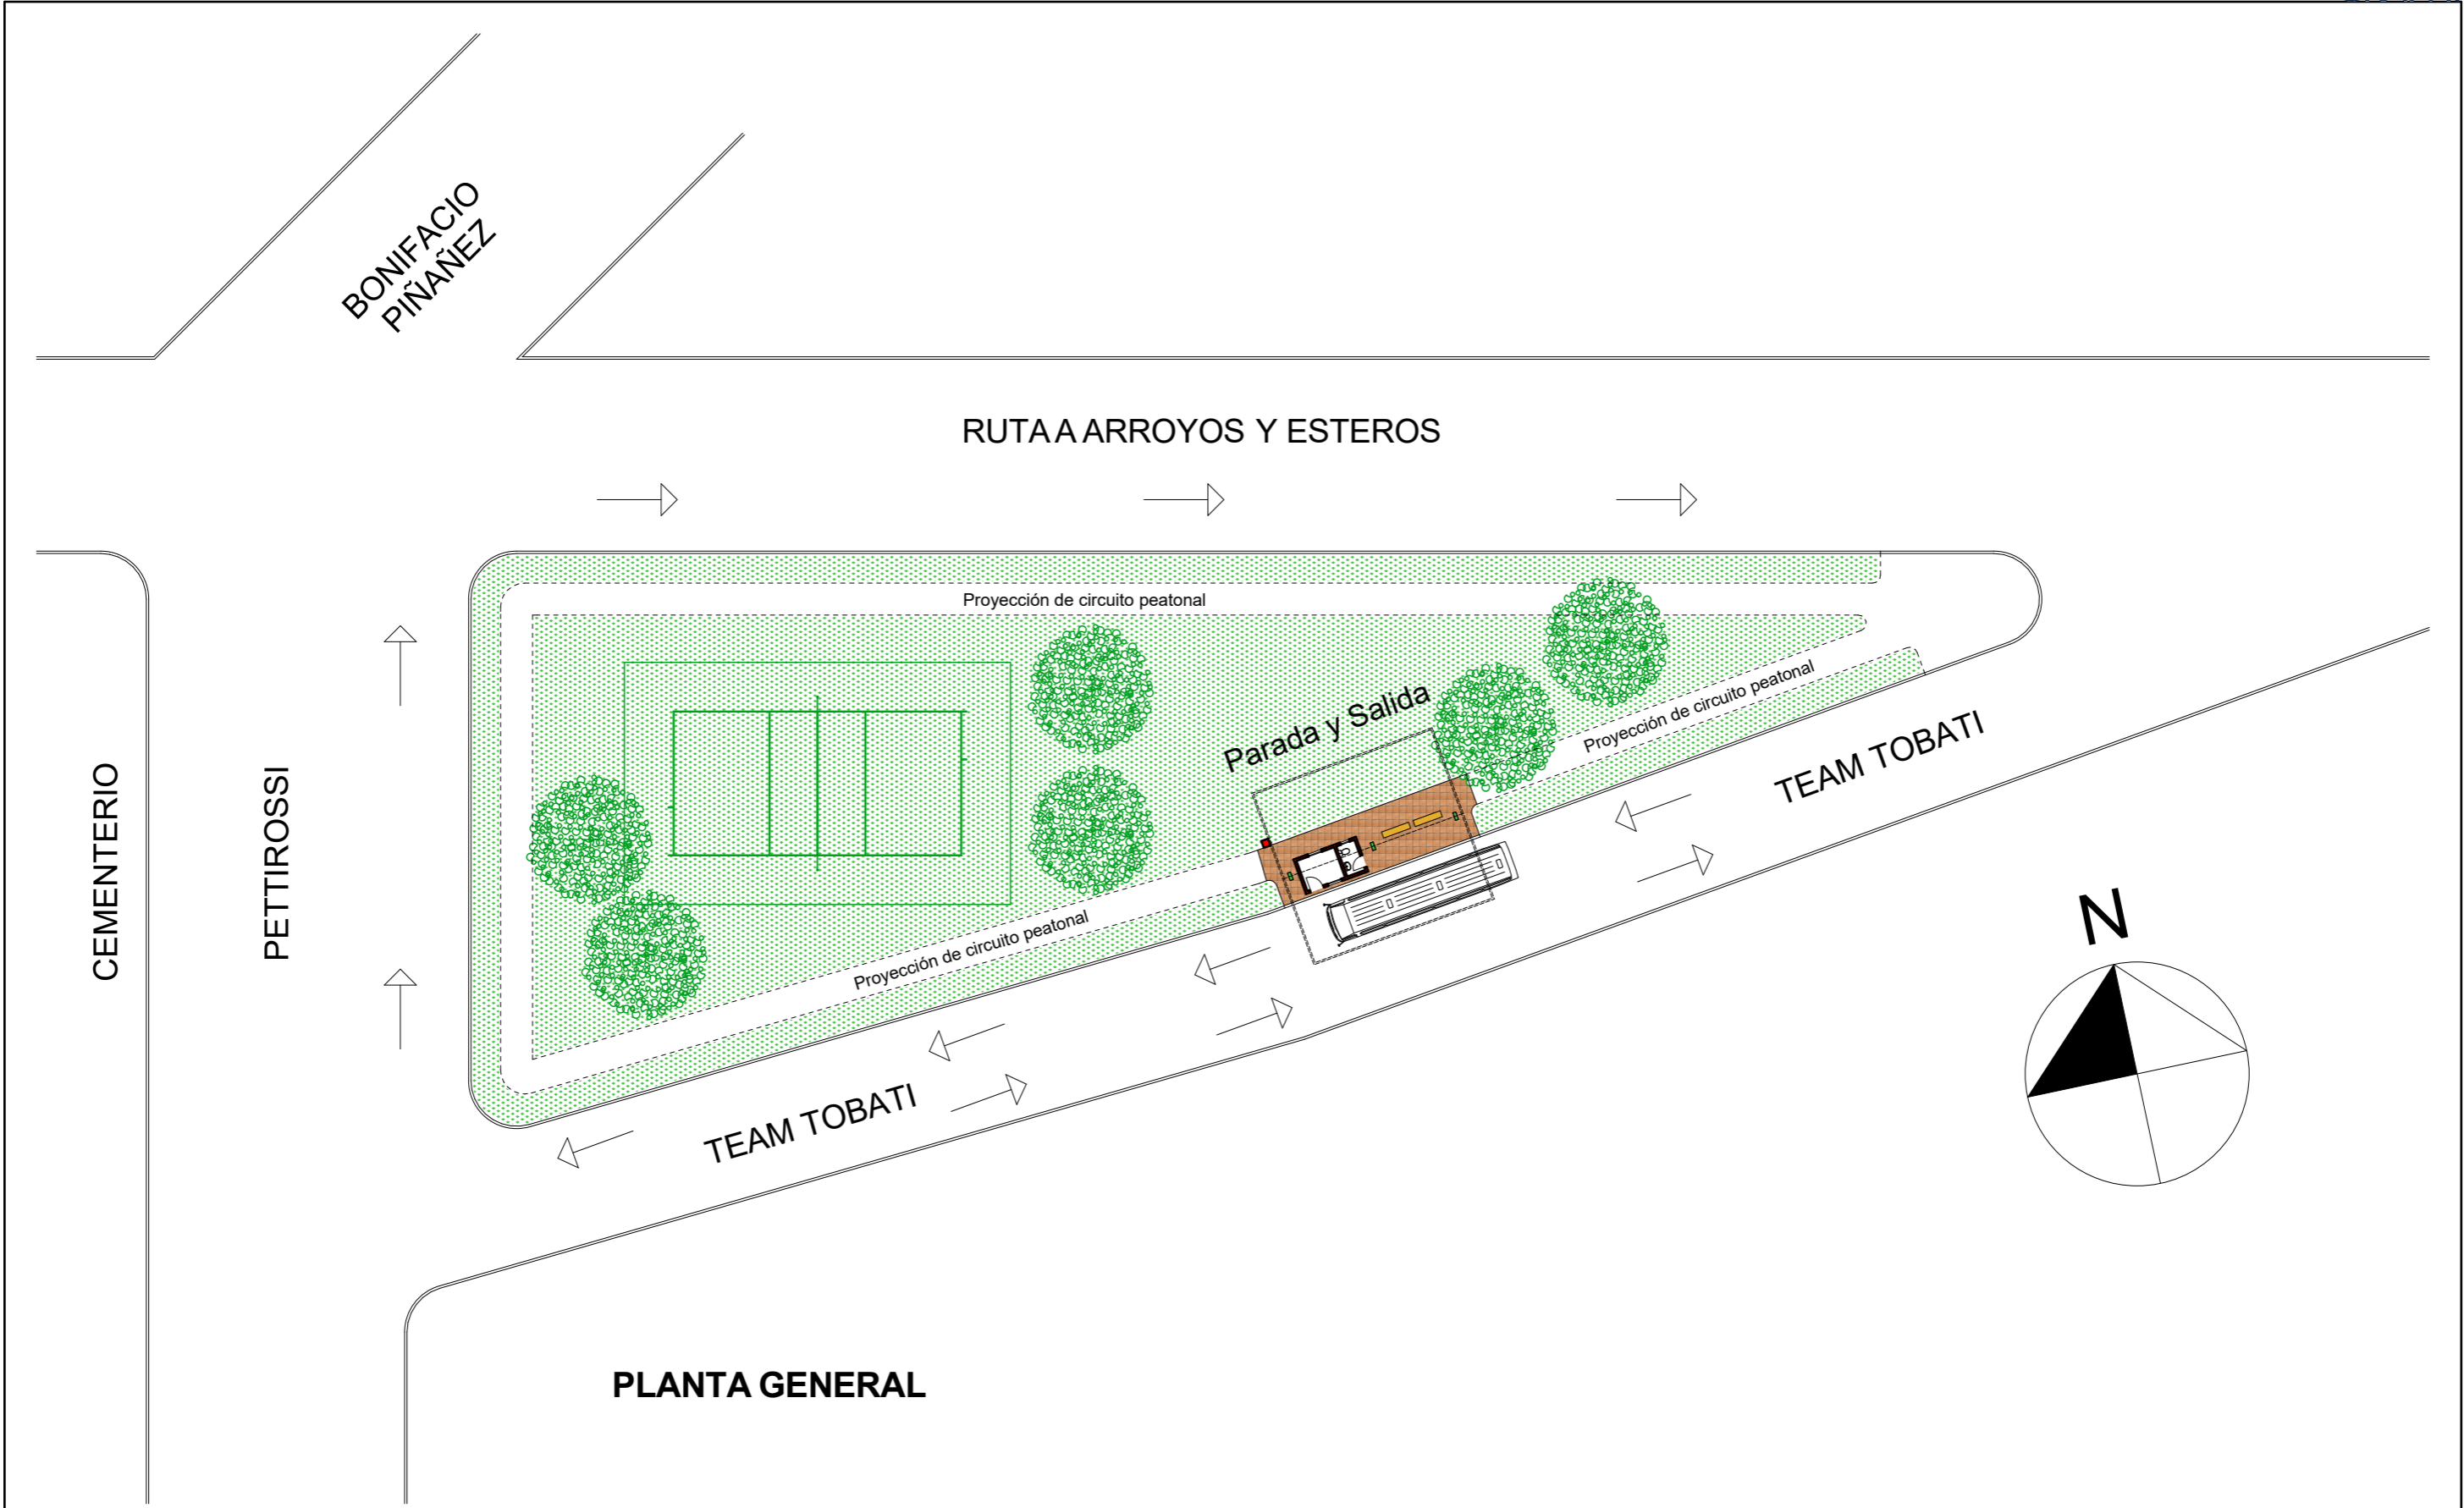 BONIFACIO
PIÑAÑEZ
RUTA A ARROYOS Y ESTEROS
Proyección de circuito peatonal
Parada y Salida
Proyección de circuito peatonal
TEAM TOBATI
CEMENTERIO
PETTIROSSI
Proyección de circuito peatonal
N
TEAM TOBATI
PLANTA GENERAL